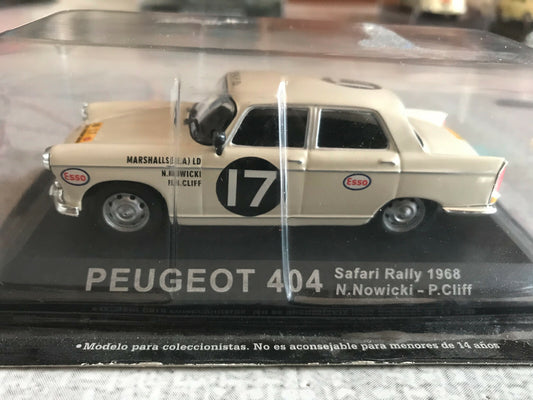 MARSHALLS(E.A) LD
N.NOWICKI
CLIFF
17
Esso
Esso
PEUGEOT 404
Safari Rally 1968
N.Nowicki - P.Cliff
• Modelo para coleccionistas. No es aconsejable para menores de 14 años